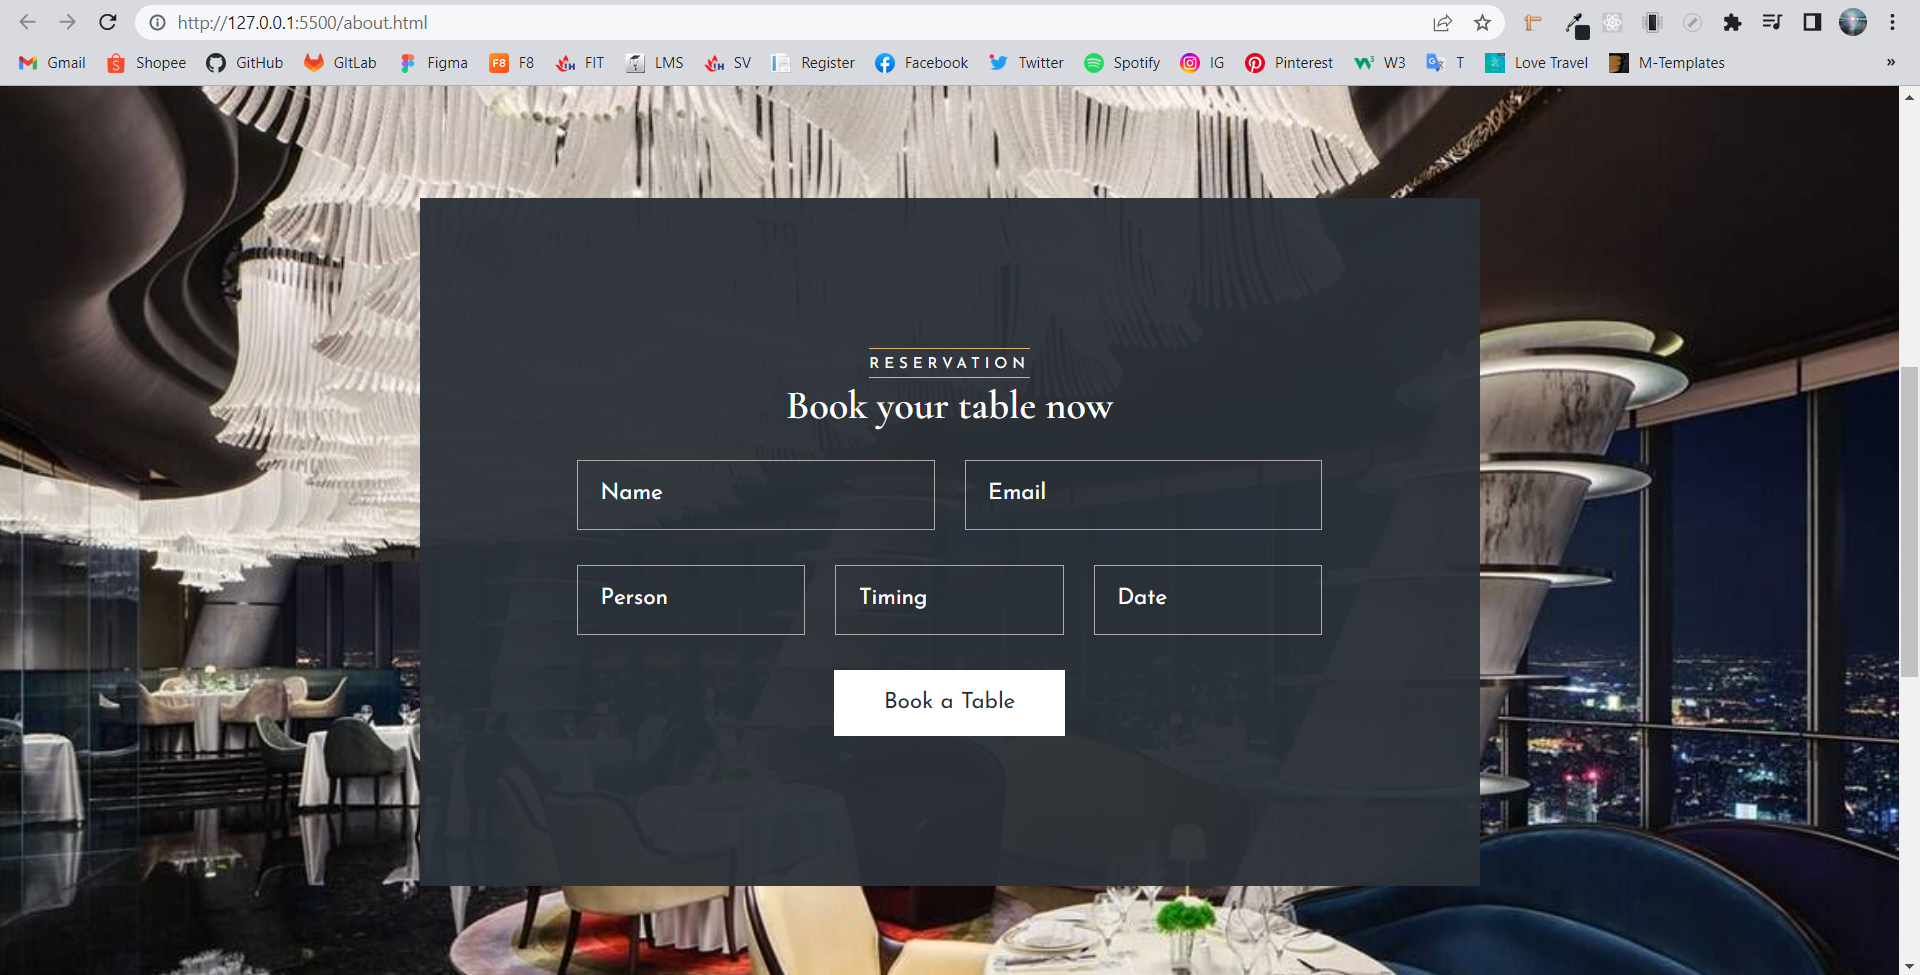 http://127.0.0.1:5500/about.html
Gmail Shopee GitHub GItLab Figma F8 F8 FIT LMS SV Register Facebook Twitter Spotify IG Pinterest W3 T Love Travel M-Templates »
RESERVATION
Book your table now
Name Email
Person Timing Date
Book a Table